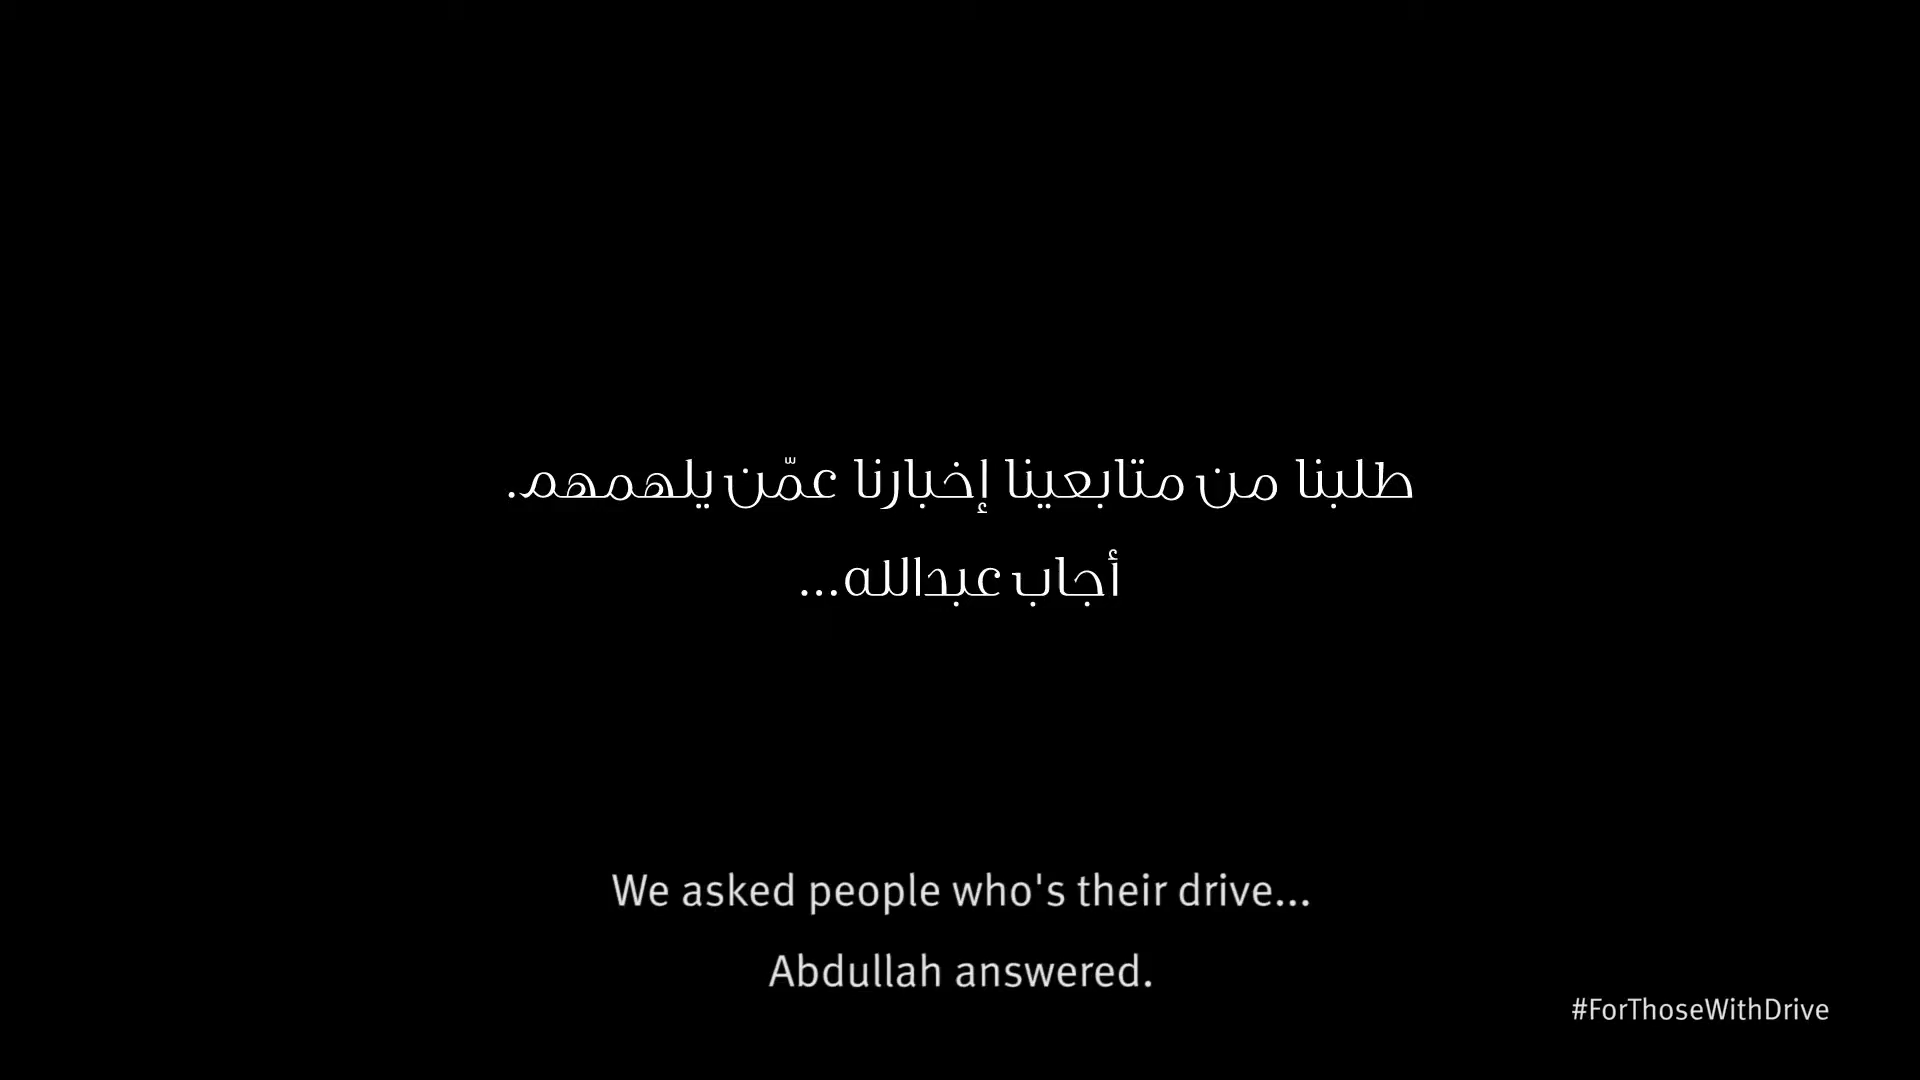 طلبنا من متابعينا إخبارنا عمّن يلهمهم.
أجاب عبدالله...
We asked people who's their drive...
Abdullah answered.
#ForThoseWithDrive